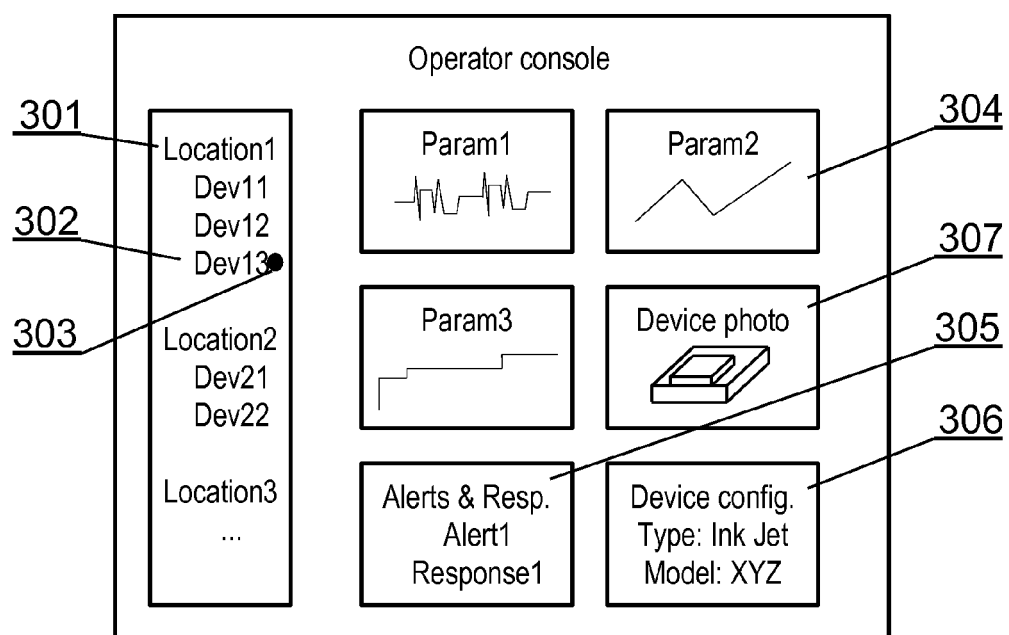 Operator console
301
Location1
Dev11
Dev12
302
Dev13
303
Location2
Dev21
Dev22
Location3
...
Param1
Param2
304
Param3
Device photo
307
305
Alerts & Resp.
Alert1
Response1
Device config.
Type: Ink Jet
Model: XYZ
306